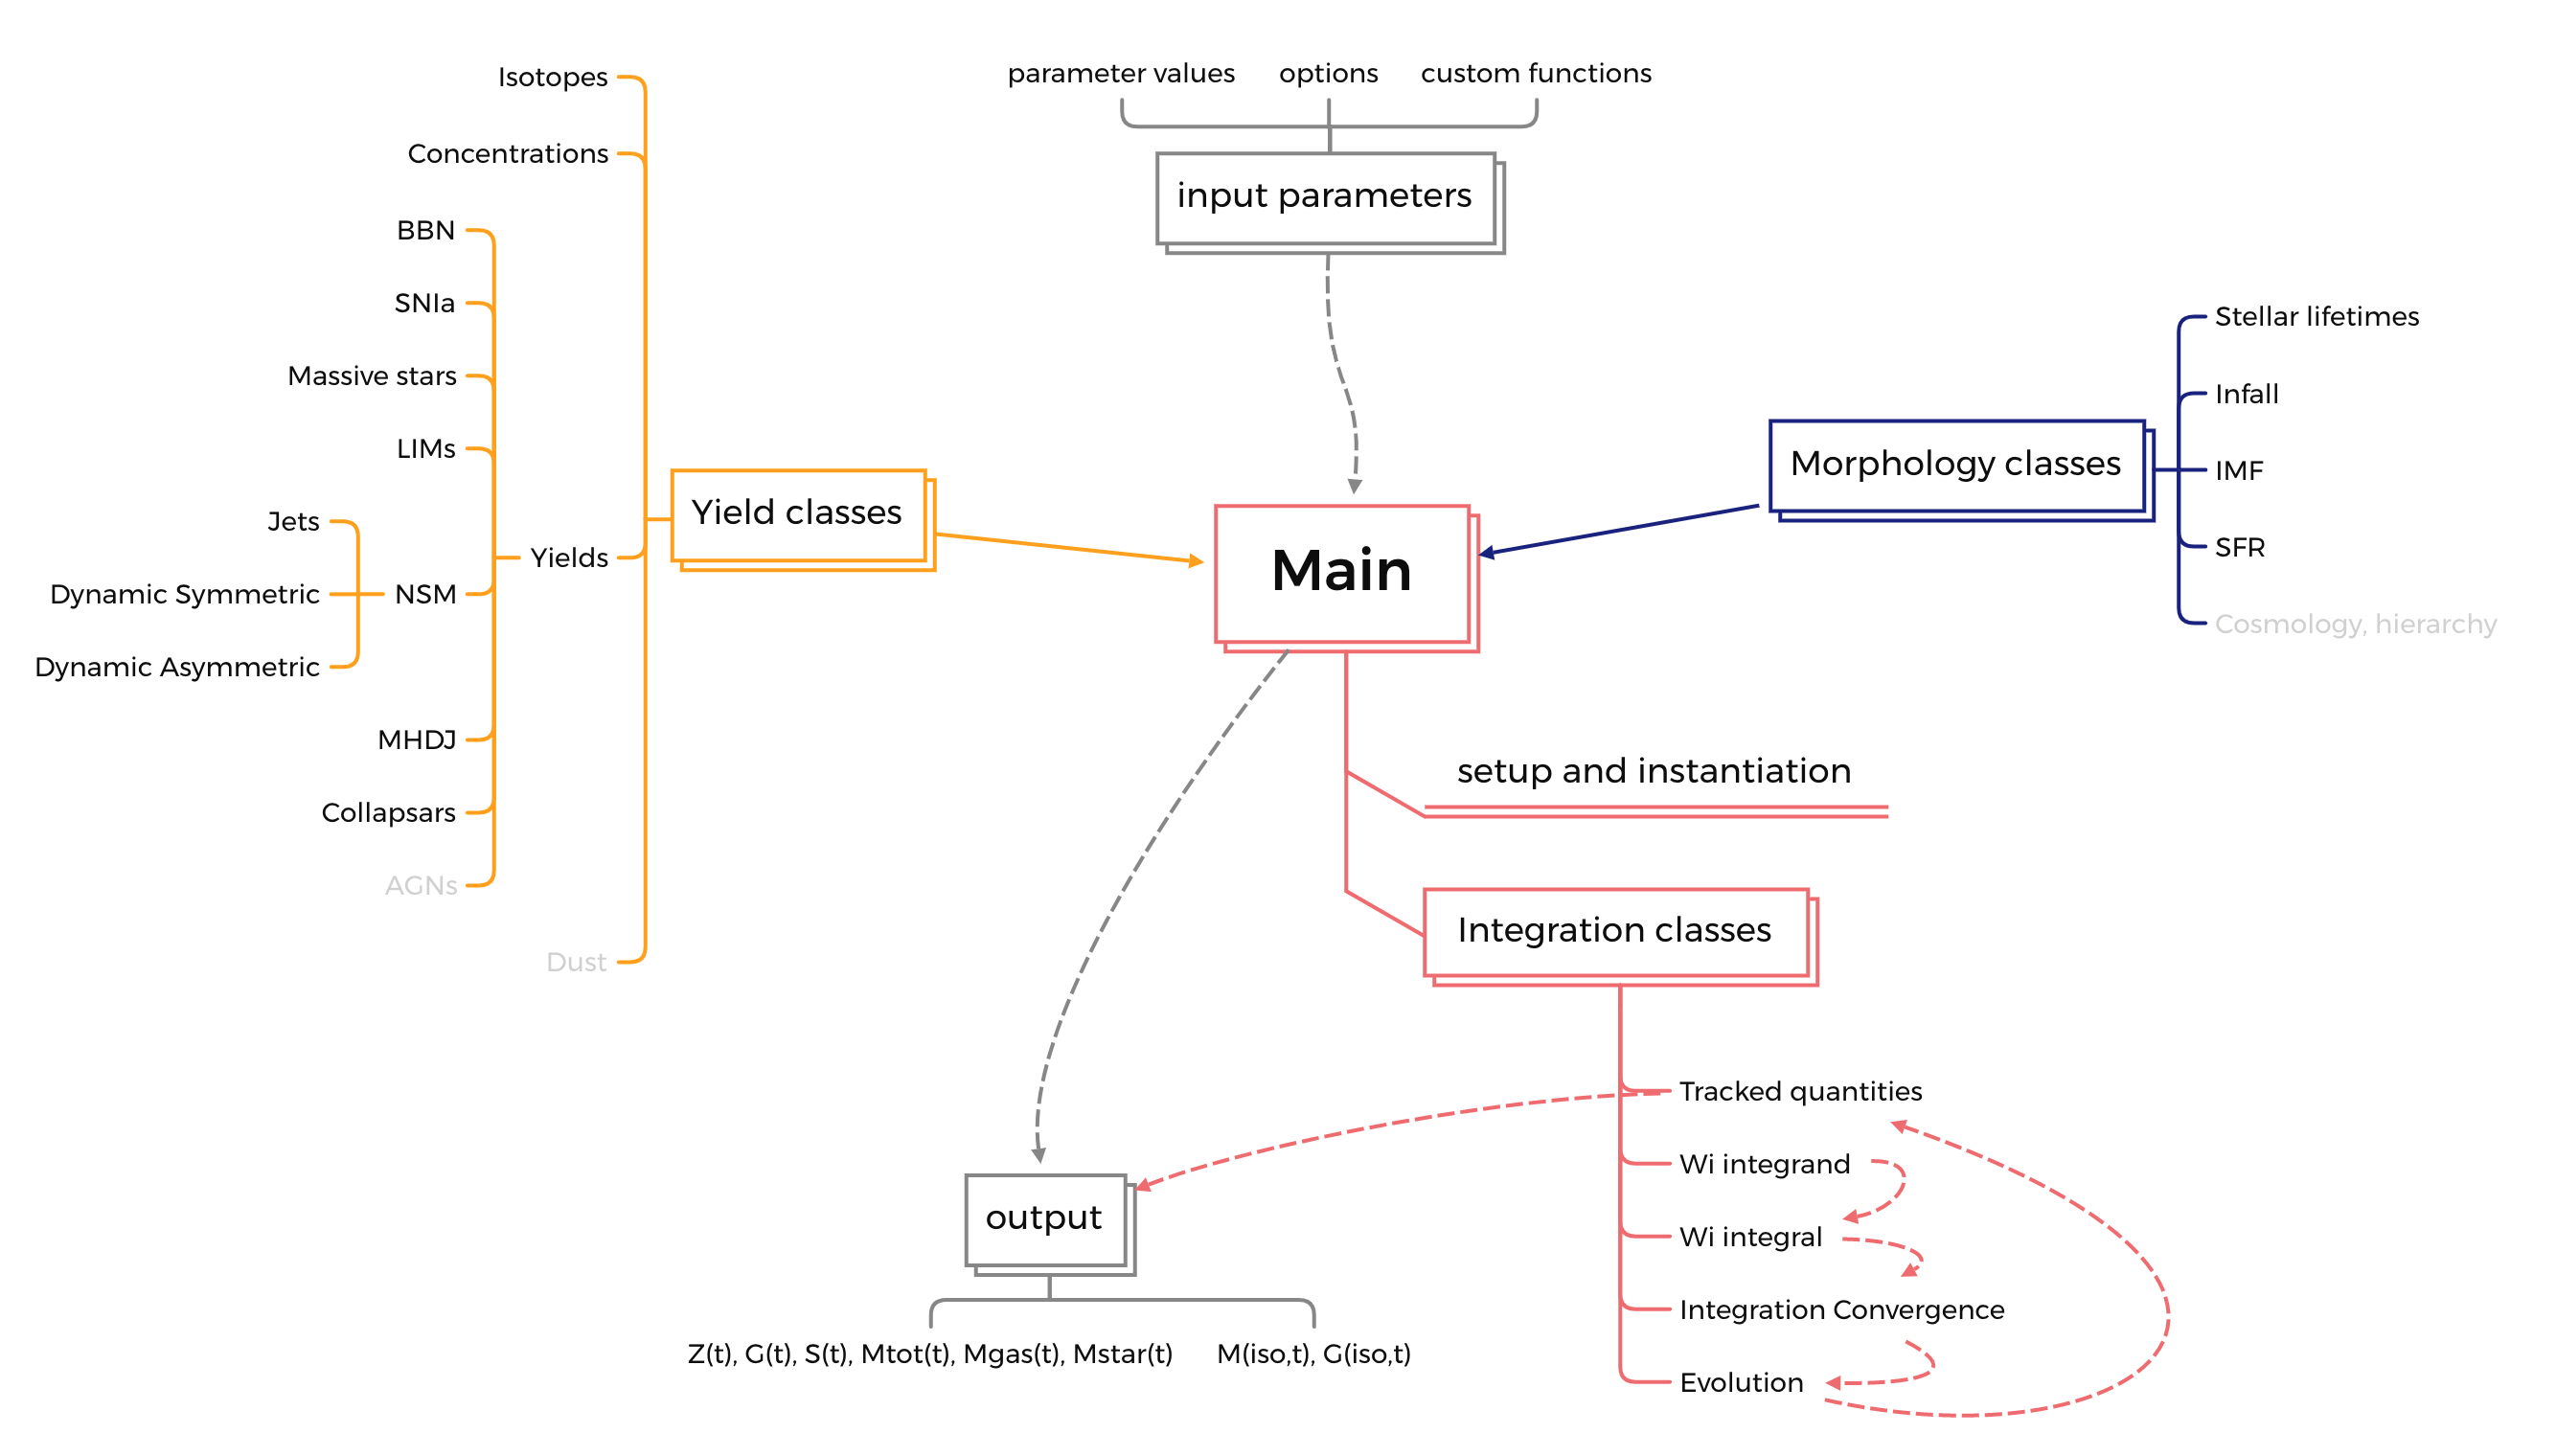 parameter values
options
custom functions
input parameters
Isotopes
Concentrations
BBN
SNIa
Massive stars
LIMs
Jets
Dynamic Symmetric
Dynamic Asymmetric
NSM
Yields
MHDJ
Collapsars
AGNs
Dust
Yield classes
Main
Morphology classes
Stellar lifetimes
Infall
IMF
SFR
Cosmology, hierarchy
setup and instantiation
Integration classes
Tracked quantities
Wi integrand
Wi integral
Integration Convergence
Evolution
output
Z(t), G(t), S(t), Mtot(t), Mgas(t), Mstar(t)
M(iso,t), G(iso,t)